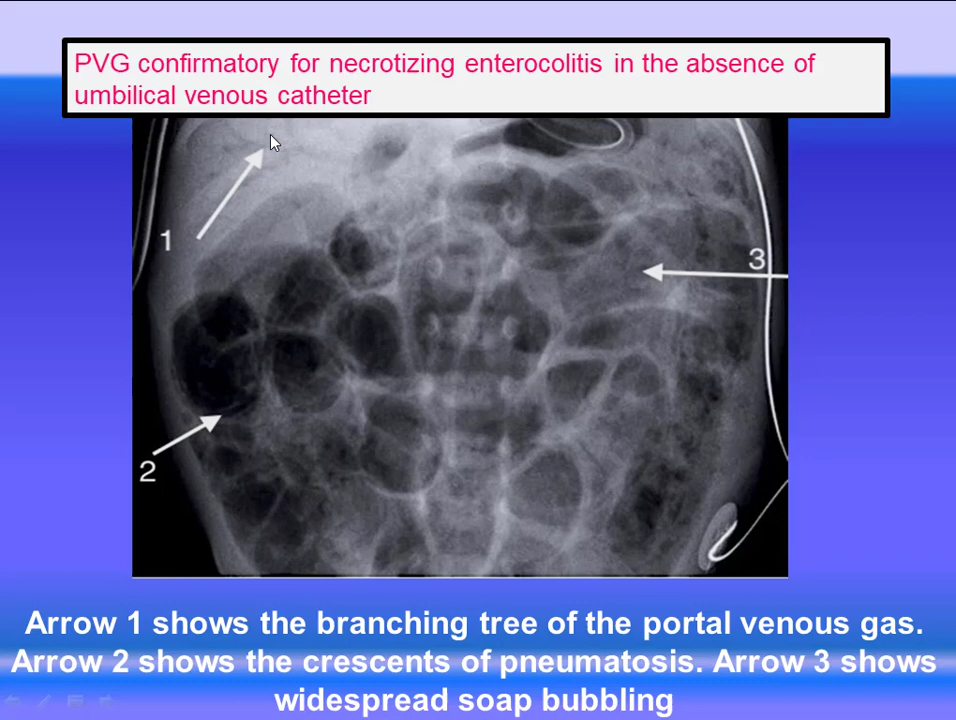 PVG confirmatory for necrotizing enterocolitis in the absence of
umbilical venous catheter
1
3
2
Arrow 1 shows the branching tree of the portal venous gas.
Arrow 2 shows the crescents of pneumatosis. Arrow 3 shows
widespread soap bubbling